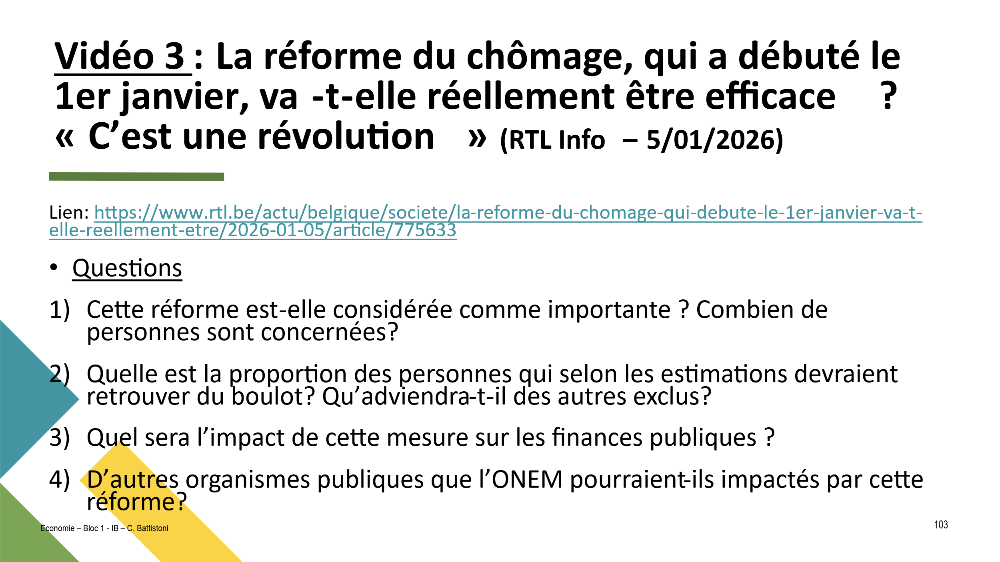 Vidéo 3 : La réforme du chômage, qui a débuté le
1er janvier, va -t-elle réellement être efficace ?
« C’est une révolution » (RTL Info – 5/01/2026)
Lien: https://www.rtl.be/actu/belgique/societe/la-reforme-du-chomage-qui-debute-le-1er-janvier-va-t-
elle-reellement-etre/2026-01-05/article/775633
• Questions
1) Cette réforme est-elle considérée comme importante ? Combien de
personnes sont concernées?
2) Quelle est la proportion des personnes qui selon les estimations devraient
retrouver du boulot? Qu’adviendra-t-il des autres exclus?
3) Quel sera l’impact de cette mesure sur les finances publiques ?
4) D’autres organismes publiques que l’ONEM pourraient-ils impactés par cette
réforme?
Economie – Bloc 1 - IB – C. Battistoni
103